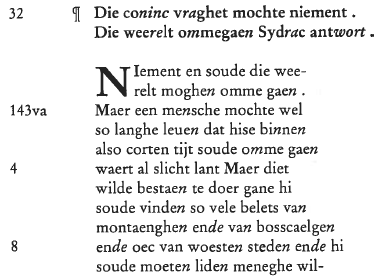 32 ¶ Die coninc vraghet mochte niement .
Die weerelt ommegaen Sydrac antwort .
NIement en soude die wee-
relt moghen omme gaen .
143va Maer een mensche mochte wel
so langhe leuen dat hise binnen
also corten tijt soude omme gaen
4 waert al slicht lant Maer diet
wilde bestaen te doer gane hi
soude vinden so vele belets van
montaenghen ende van bosscaelgen
8 ende oec van woesten steden ende hi
soude moeten liden meneghe wil-